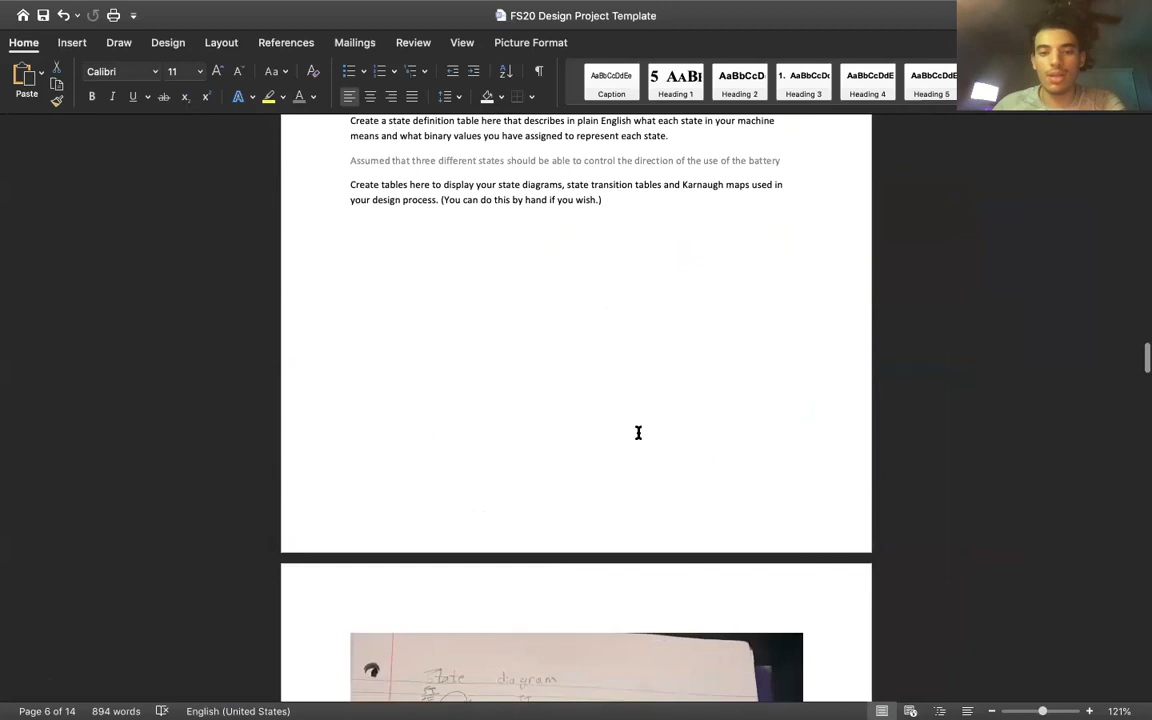 FS20 Design Project Template
Home Insert Draw Design Layout References Mailings Review View Picture Format
Paste
Calibri 11
AaBbCcDdEe 5 AABI AaBbCcD 1. AaBbCcDc AaBbCcDdE AaBbCcDdE
Caption Heading 1 Heading 2 Heading 3 Heading 4 Heading 5
Create a state definition table here that describes in plain English what each state in your machine
means and what binary values you have assigned to represent each state.
Assumed that three different states should be able to control the direction of the use of the battery
Create tables here to display your state diagrams, state transition tables and Karnaugh maps used in
your design process. (You can do this by hand if you wish.)
State diagram
Page 6 of 14 894 words English (United States) 121%